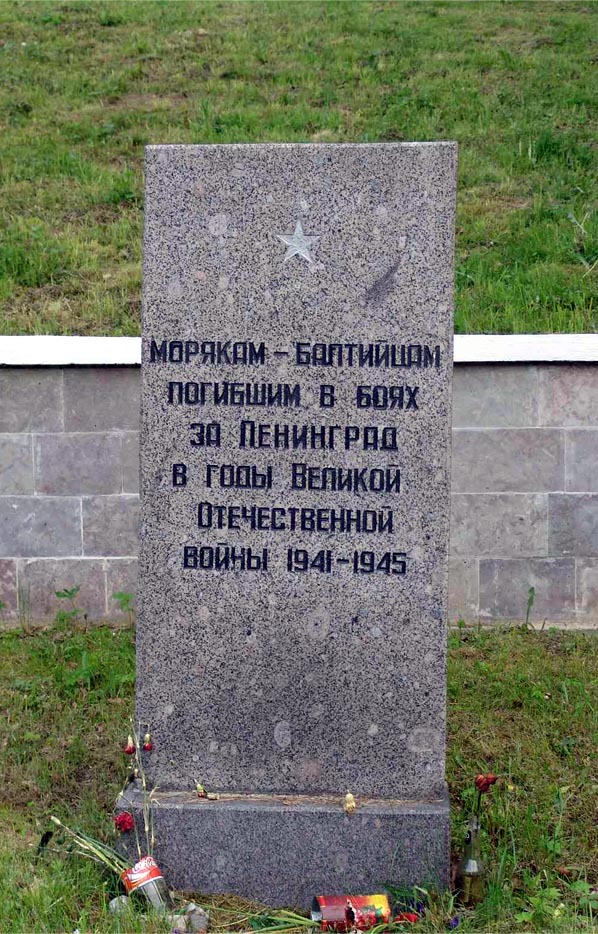 Морякам - Балтийцам
погибшим в боях
за Ленинград
в годы Великой
Отечественной
войны 1941-1945